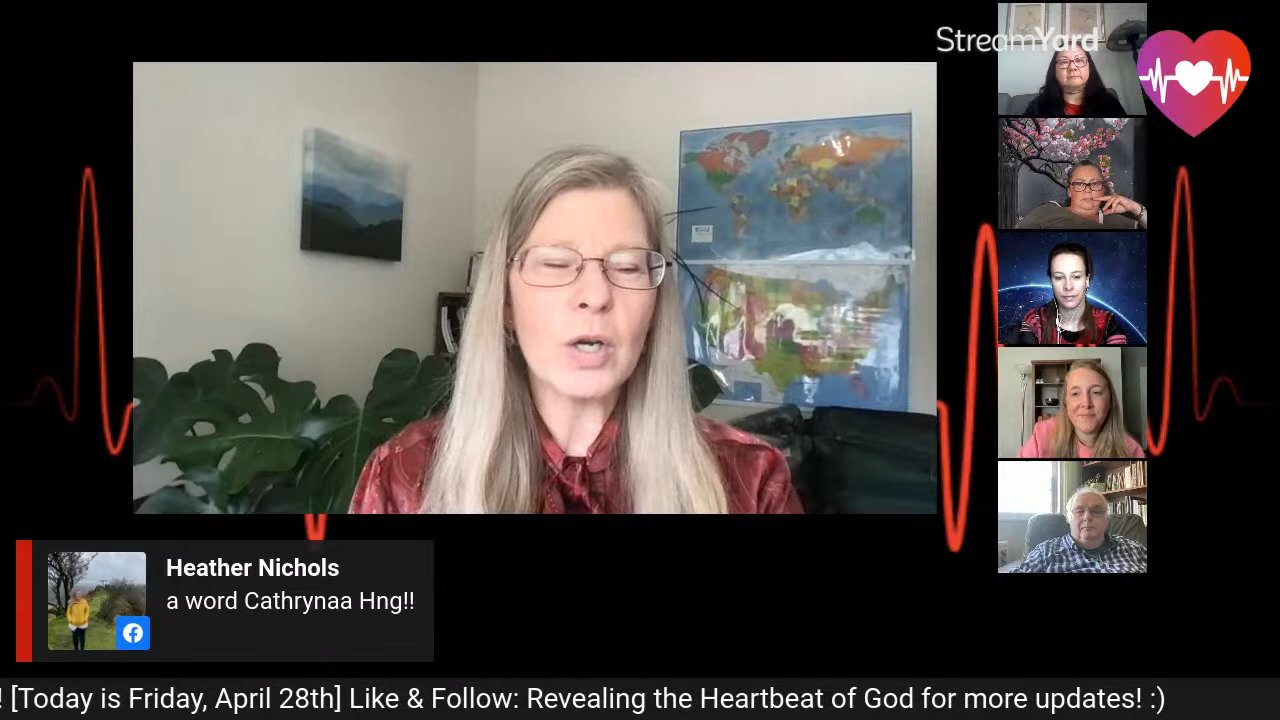 StreamYard
Heather Nichols
a word Cathrynaa Hng!!
! [Today is Friday, April 28th] Like & Follow: Revealing the Heartbeat of God for more updates! :)